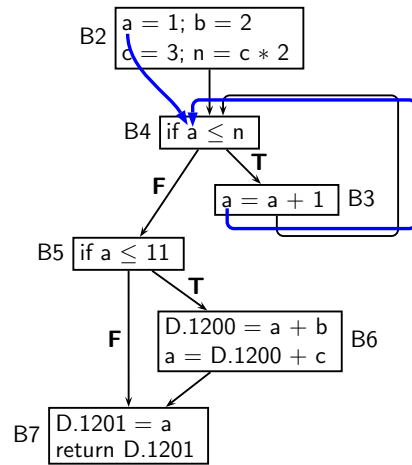 B2
a = 1; b = 2
c = 3; n = c * 2
B4
if a ≤ n
T
F
a = a + 1
B3
B5
if a ≤ 11
T
F
D.1200 = a + b
a = D.1200 + c
B6
B7
D.1201 = a
return D.1201